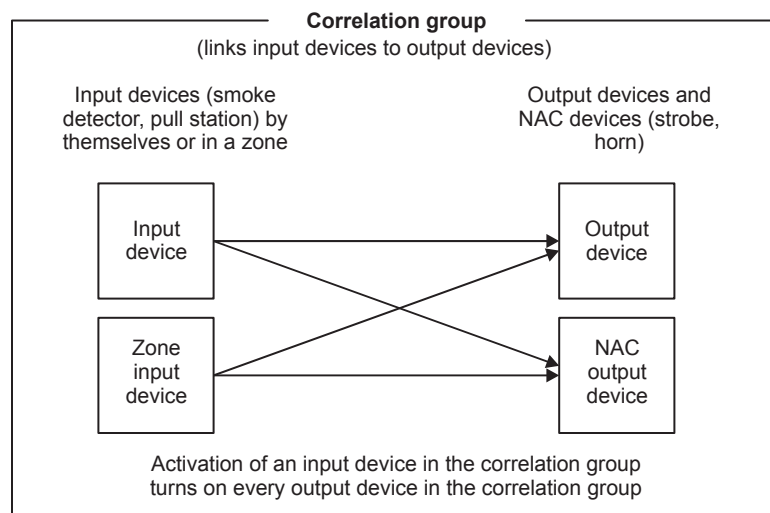 Correlation group
(links input devices to output devices)
Input devices (smoke
detector, pull station) by
themselves or in a zone
Output devices and
NAC devices (strobe,
horn)
Input
device
Output
device
Zone
input
device
NAC
output
device
Activation of an input device in the correlation group
turns on every output device in the correlation group